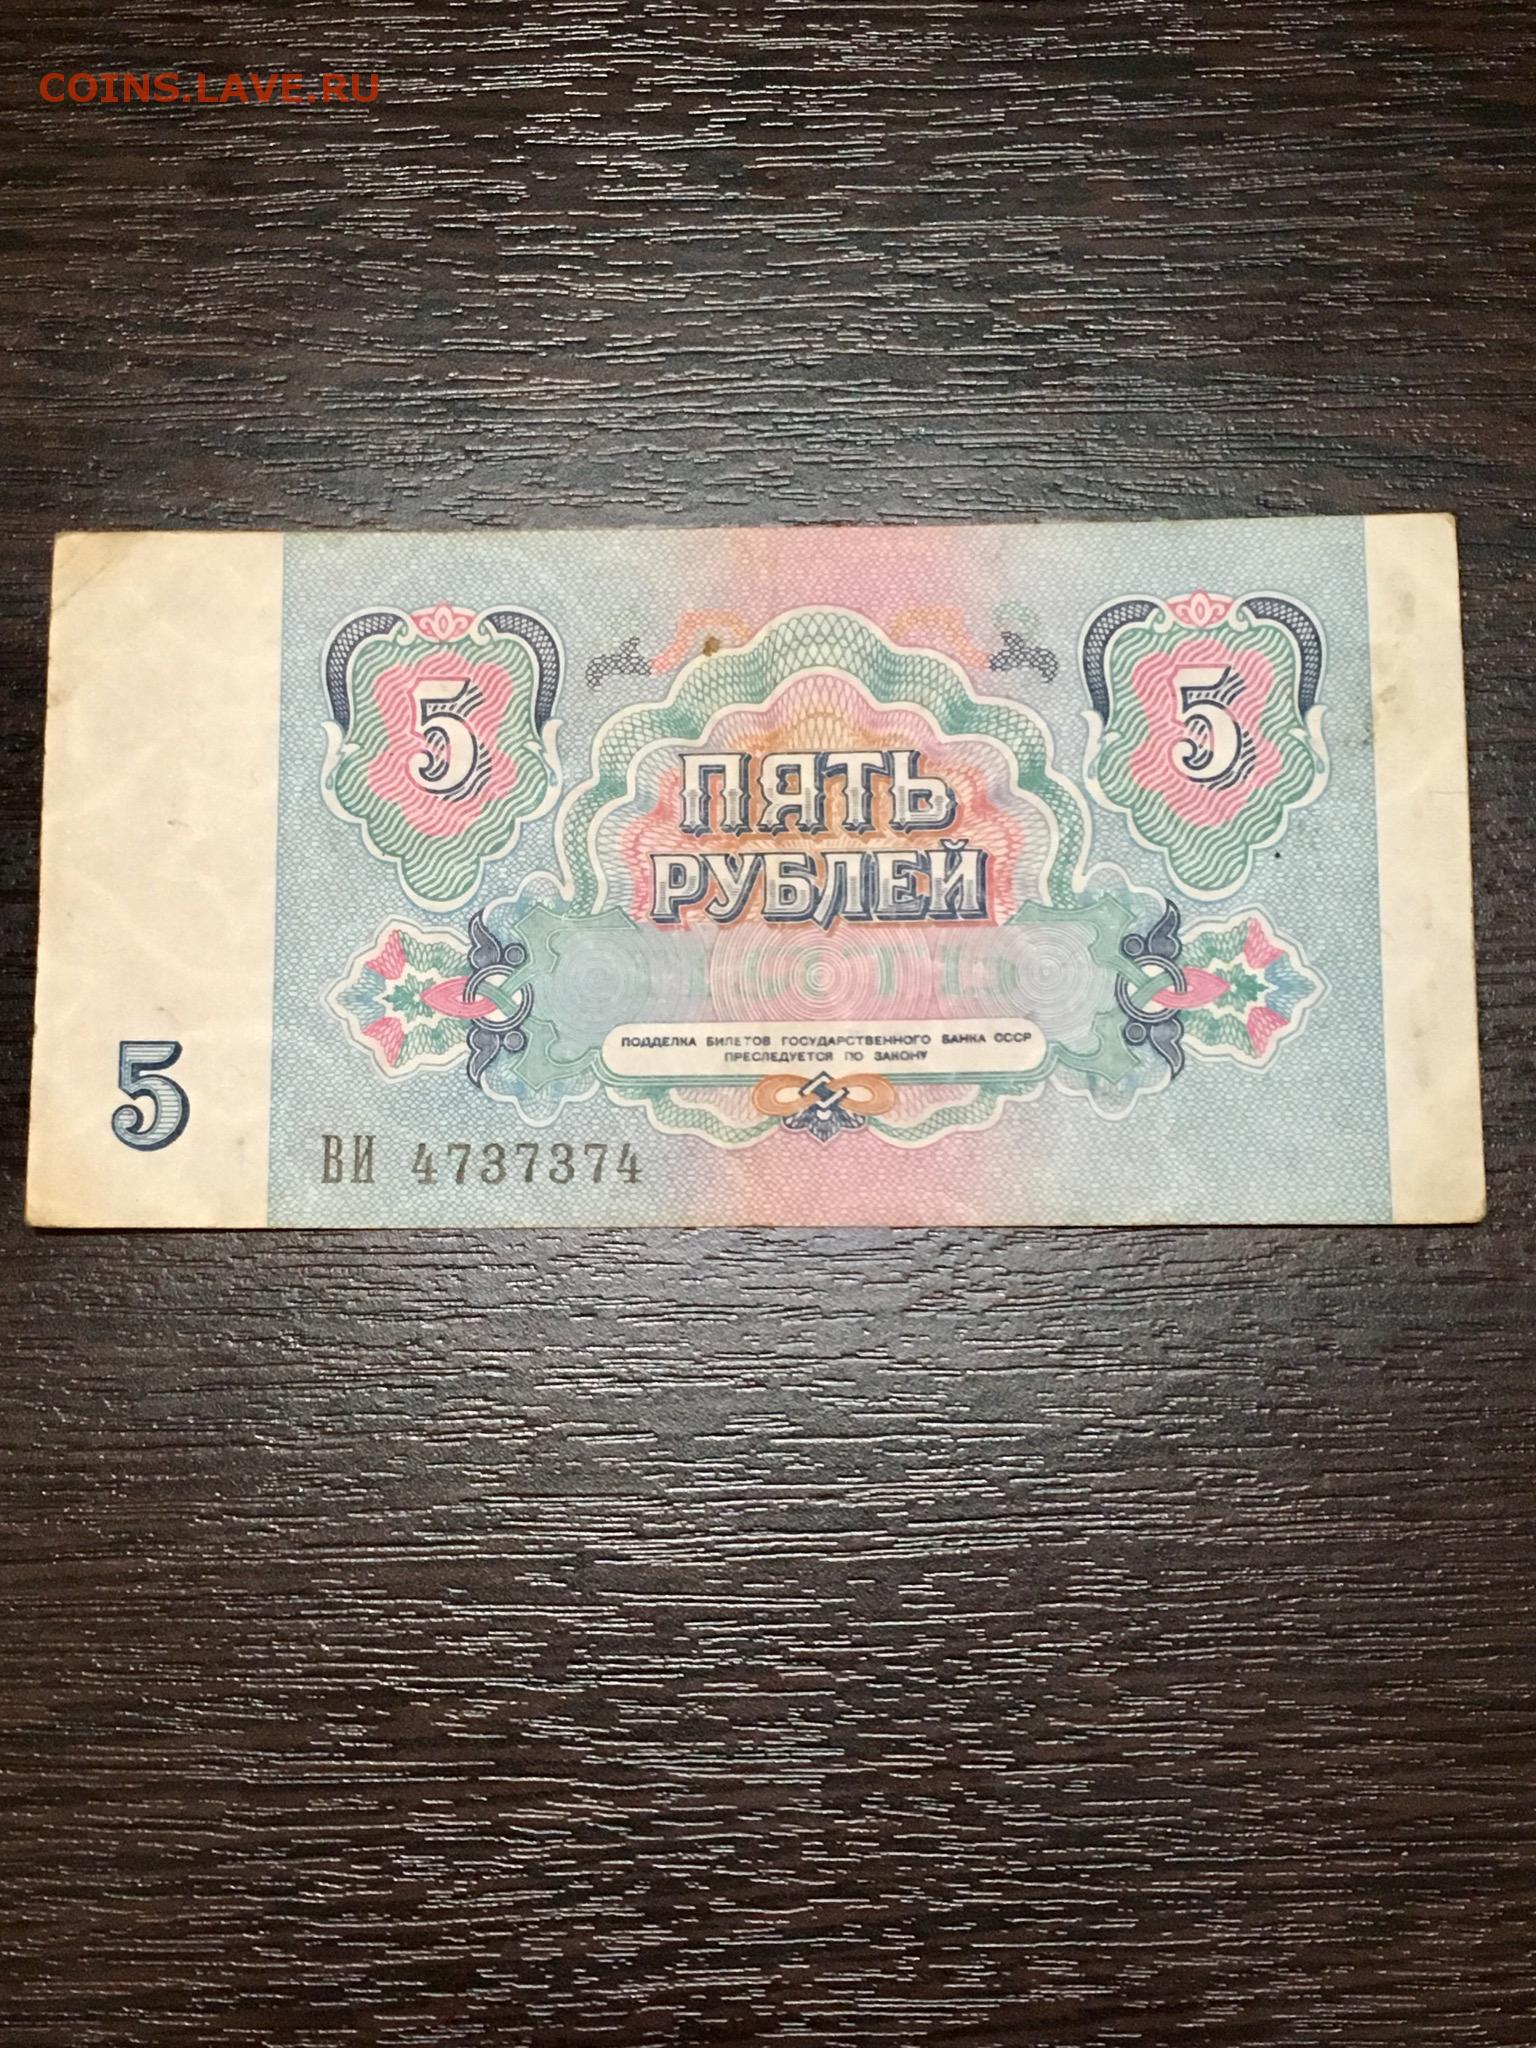 COINS.LAVE.RU
5 5
ПЯТЬ
РУБЛЕЙ
ПОДДЕЛКА БИЛЕТОВ ГОСУДАРСТВЕННОГО БАНКА СССР
ПРЕСЛЕДУЕТСЯ ПО ЗАКОНУ
5
ВИ 4737374